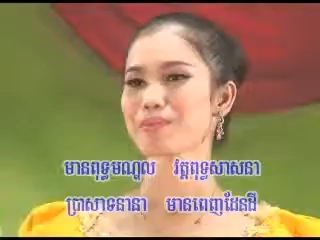 មានពុទ្ធមណ្ឌល វត្តពុទ្ធសាសនា
ប្រាសាទនានា មានពេញដែនដី